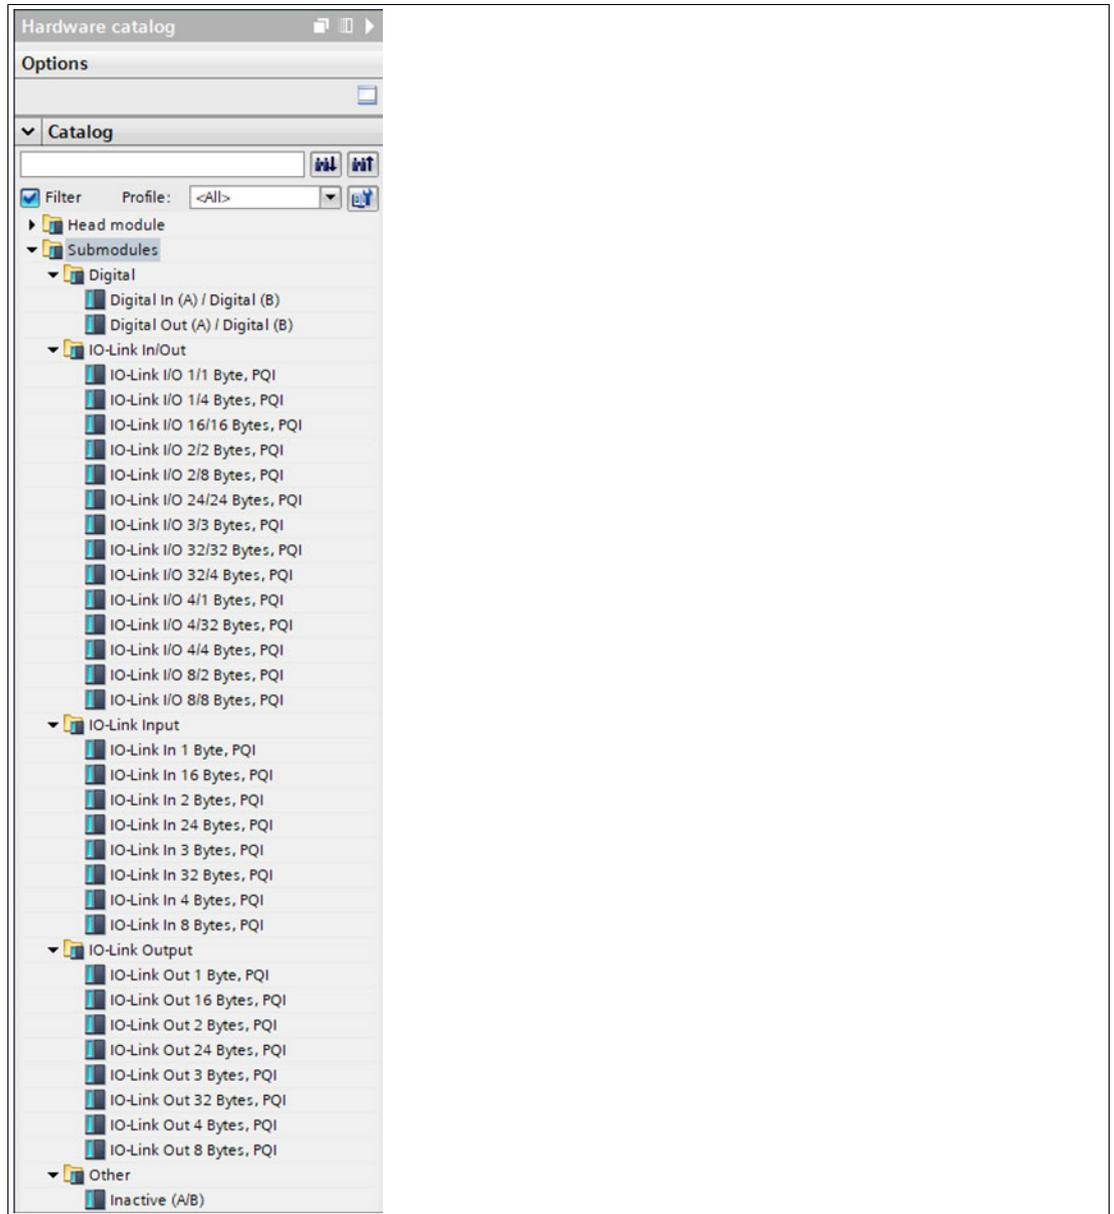 Hardware catalog
Options
Catalog
Filter Profile: <All>
Head module
Submodules
Digital
Digital In (A) / Digital (B)
Digital Out (A) / Digital (B)
IO-Link In/Out
IO-Link I/O 1/1 Byte, PQI
IO-Link I/O 1/4 Bytes, PQI
IO-Link I/O 16/16 Bytes, PQI
IO-Link I/O 2/2 Bytes, PQI
IO-Link I/O 2/8 Bytes, PQI
IO-Link I/O 24/24 Bytes, PQI
IO-Link I/O 3/3 Bytes, PQI
IO-Link I/O 32/32 Bytes, PQI
IO-Link I/O 32/4 Bytes, PQI
IO-Link I/O 4/1 Bytes, PQI
IO-Link I/O 4/32 Bytes, PQI
IO-Link I/O 4/4 Bytes, PQI
IO-Link I/O 8/2 Bytes, PQI
IO-Link I/O 8/8 Bytes, PQI
IO-Link Input
IO-Link In 1 Byte, PQI
IO-Link In 16 Bytes, PQI
IO-Link In 2 Bytes, PQI
IO-Link In 24 Bytes, PQI
IO-Link In 3 Bytes, PQI
IO-Link In 32 Bytes, PQI
IO-Link In 4 Bytes, PQI
IO-Link In 8 Bytes, PQI
IO-Link Output
IO-Link Out 1 Byte, PQI
IO-Link Out 16 Bytes, PQI
IO-Link Out 2 Bytes, PQI
IO-Link Out 24 Bytes, PQI
IO-Link Out 3 Bytes, PQI
IO-Link Out 32 Bytes, PQI
IO-Link Out 4 Bytes, PQI
IO-Link Out 8 Bytes, PQI
Other
Inactive (A/B)